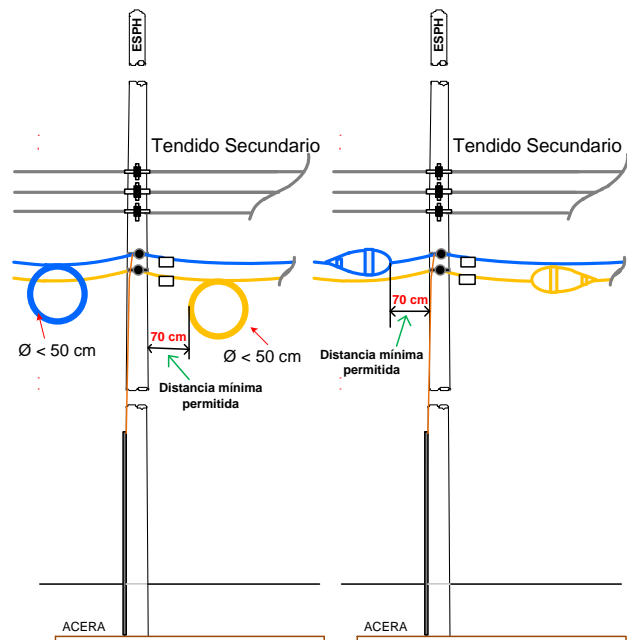 ESPH
Tendido Secundario
70 cm
Ø < 50 cm
Ø < 50 cm
Distancia mínima
permitida
ACERA
ESPH
Tendido Secundario
70 cm
Distancia mínima
permitida
ACERA